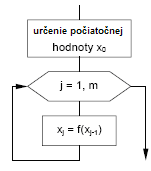 určenie počiatočnej
hodnoty x₀
j = 1, m
xⱼ = f(xⱼ₋₁)